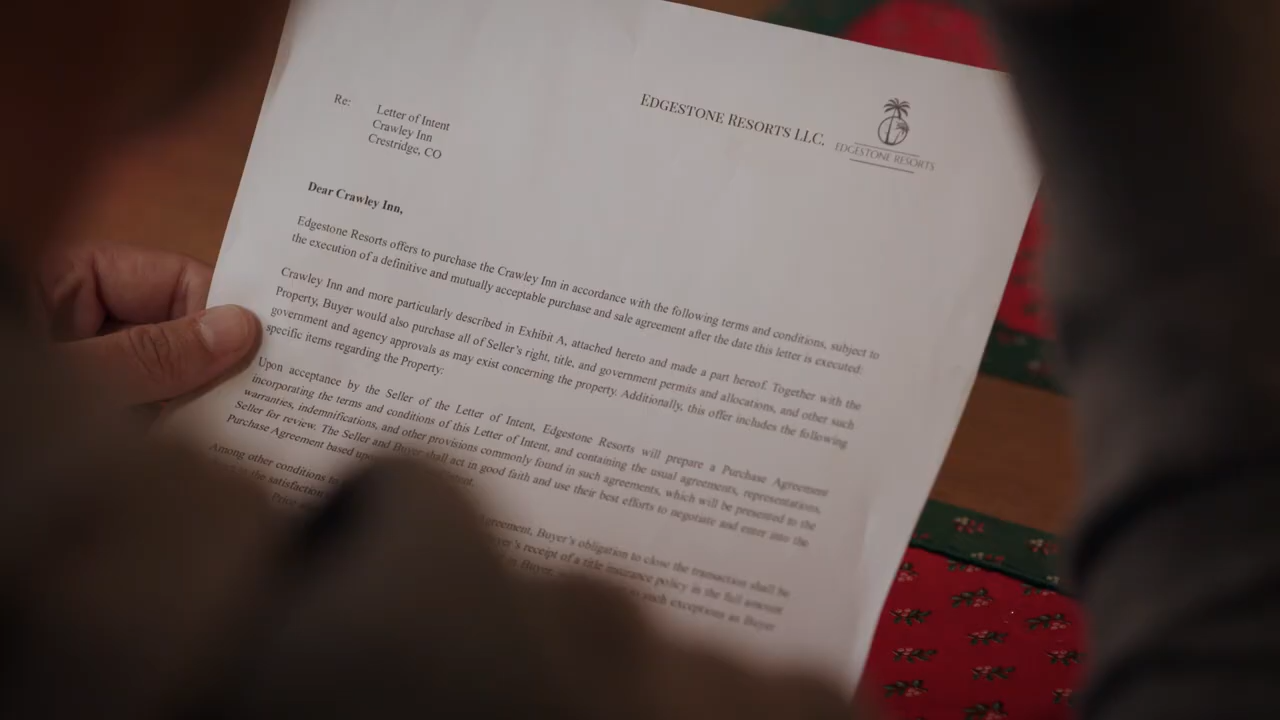 EDGESTONE RESORTS LLC.
EDGESTONE RESORTS
Re:
Letter of Intent
Crawley Inn
Crestridge, CO
Dear Crawley Inn,
Edgestone Resorts offers to purchase the Crawley Inn in accordance with the following terms and conditions, subject to
the execution of a definitive and mutually acceptable purchase and sale agreement after the date this letter is executed:
Crawley Inn and more particularly described in Exhibit A, attached hereto and made a part hereof. Together with the
Property, Buyer would also purchase all of Seller's right, title, and government permits and allocations, and other such
government and agency approvals as may exist concerning the property. Additionally, this offer includes the following
specific items regarding the Property:
Upon acceptance by the Seller of the Letter of Intent, Edgestone Resorts will prepare a Purchase Agreement
incorporating the terms and conditions of this Letter of Intent, and containing the usual agreements, representations,
warranties, indemnifications, and other provisions commonly found in such agreements, which will be presented to the
Seller for review. The Seller and Buyer shall act in good faith and use their best efforts to negotiate and enter into the
Purchase Agreement based upon
Among other conditions to Agreement, Buyer's obligation to close the transaction shall be
the satisfaction receipt of a title insurance policy in the full amount
Buyer, such exceptions as Buyer